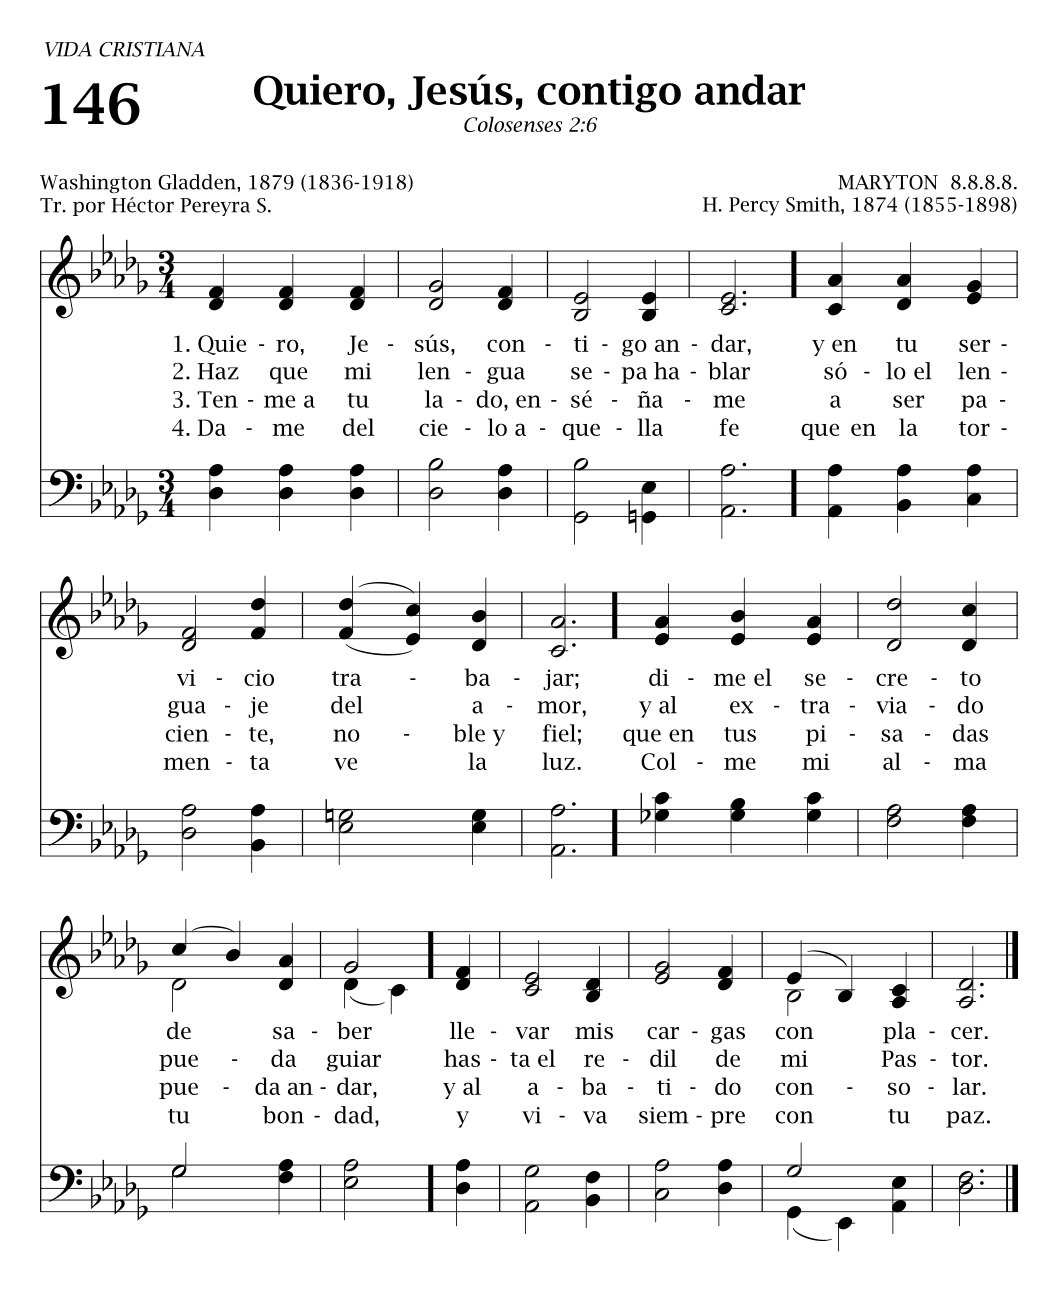 VIDA CRISTIANA
146
Quiero, Jesús, contigo andar
Colosenses 2:6
Washington Gladden, 1879 (1836-1918)
MARYTON 8.8.8.8.
Tr. por Héctor Pereyra S.
H. Percy Smith, 1874 (1855-1898)
3
4
1. Quie - ro, Je - sús, con - ti - go an - dar, y en tu ser -
2. Haz que mi len - gua se - pa ha - blar só - lo el len -
3. Ten - me a tu la - do, en - sé - ña - me a ser pa -
4. Da - me del cie - lo a - que - lla fe que en la tor -
3
4
vi - cio tra - ba - jar; di - me el se - cre - to
gua - je del a - mor, y al ex - tra - via - do
cien - te, no - ble y fiel; que en tus pi - sa - das
men - ta ve la luz. Col - me mi al - ma
de sa - ber lle - var mis car - gas con pla - cer.
pue - da guiar has - ta el re - dil de mi Pas - tor.
pue - da an - dar, y al a - ba - ti - do con - so - lar.
tu bon - dad, y vi - va siem - pre con tu paz.